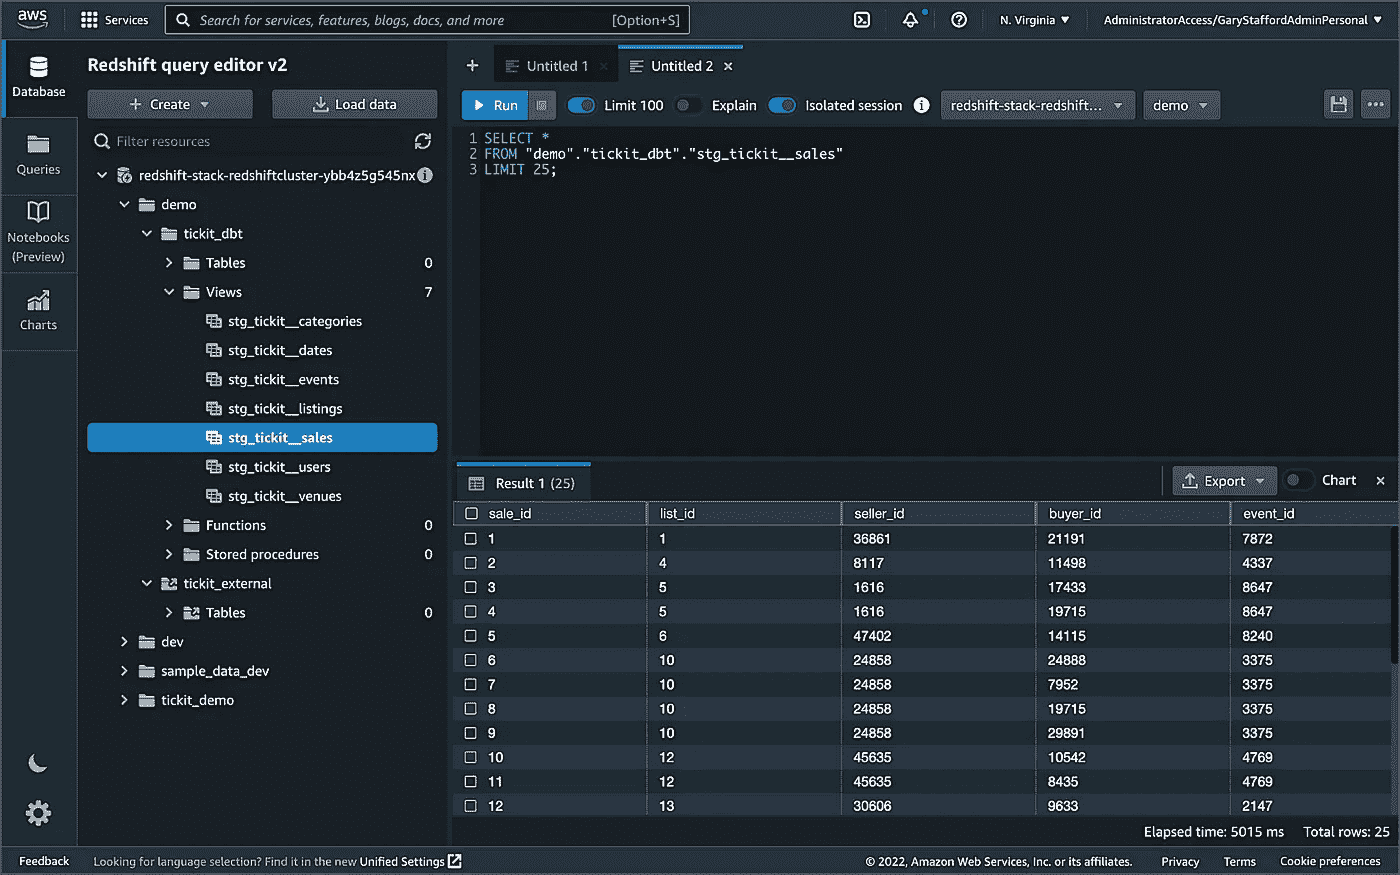 aws Services Search for services, features, blogs, docs, and more [Option+S] N. Virginia AdministratorAccess/GaryStaffordAdminPersonal
Database
Queries
Notebooks
(Preview)
Charts
Redshift query editor v2
+ Create Load data
Filter resources
redshift-stack-redshiftcluster-ybb4z5g545nx
demo
tickit_dbt
Tables 0
Views 7
stg_tickit__categories
stg_tickit__dates
stg_tickit__events
stg_tickit__listings
stg_tickit__sales
stg_tickit__users
stg_tickit__venues
Functions 0
Stored procedures 0
tickit_external
Tables 0
dev
sample_data_dev
tickit_demo
+ Untitled 1 × Untitled 2 ×
Run Limit 100 Explain Isolated session i redshift-stack-redshift... demo
1 SELECT *
2 FROM "demo"."tickit_dbt"."stg_tickit__sales"
3 LIMIT 25;
Result 1 (25) Export Chart ×
sale_id list_id seller_id buyer_id event_id
1 1 36861 21191 7872
2 4 8117 11498 4337
3 5 1616 17433 8647
4 5 1616 19715 8647
5 6 47402 14115 8240
6 10 24858 24888 3375
7 10 24858 7952 3375
8 10 24858 19715 3375
9 10 24858 29891 3375
10 12 45635 10542 4769
11 12 45635 8435 4769
12 13 30606 9633 2147
Elapsed time: 5015 ms Total rows: 25
Feedback Looking for language selection? Find it in the new Unified Settings © 2022, Amazon Web Services, Inc. or its affiliates. Privacy Terms Cookie preferences